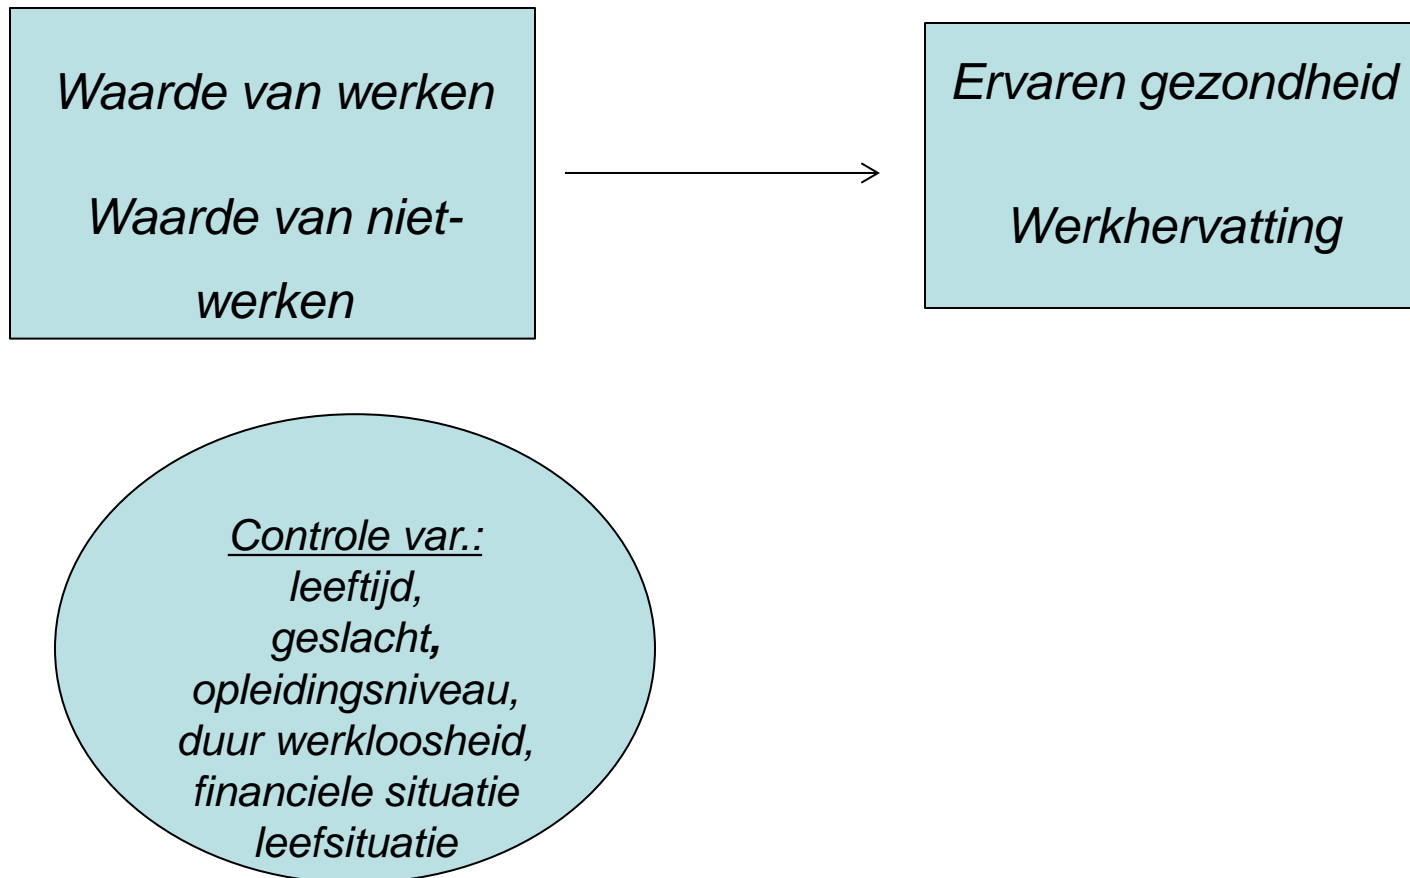 Waarde van werken
Waarde van niet-
werken
Ervaren gezondheid
Werkhervatting
Controle var.:
leeftijd,
geslacht,
opleidingsniveau,
duur werkloosheid,
financiele situatie
leefsituatie